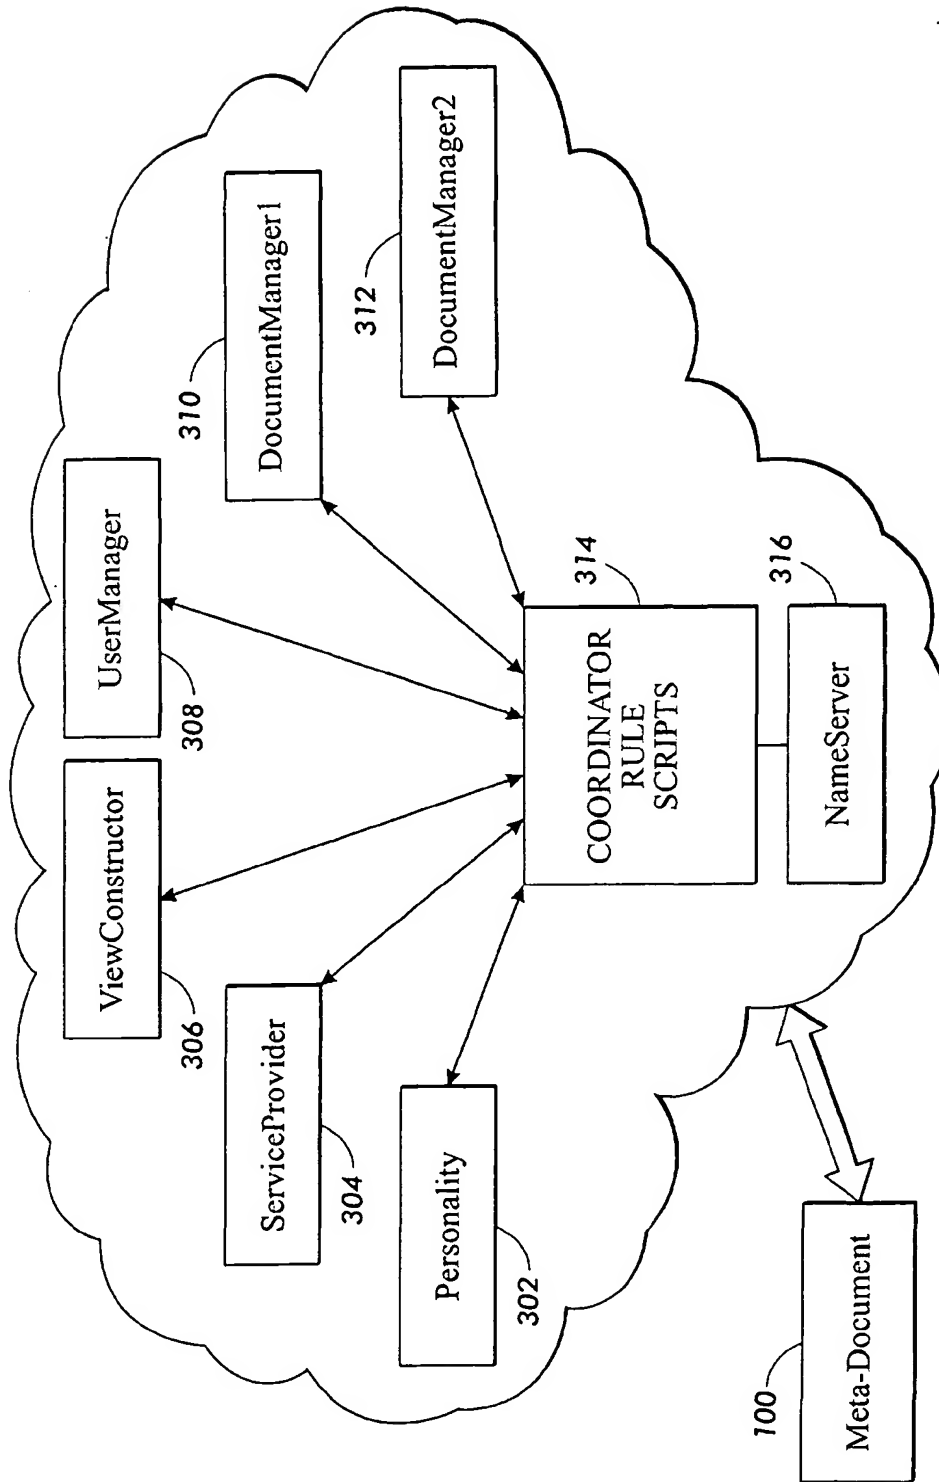 ViewConstructor
306
UserManager
308
ServiceProvider
304
DocumentManager1
310
Personality
302
DocumentManager2
312
COORDINATOR
RULE
SCRIPTS
314
NameServer
316
Meta-Document
100